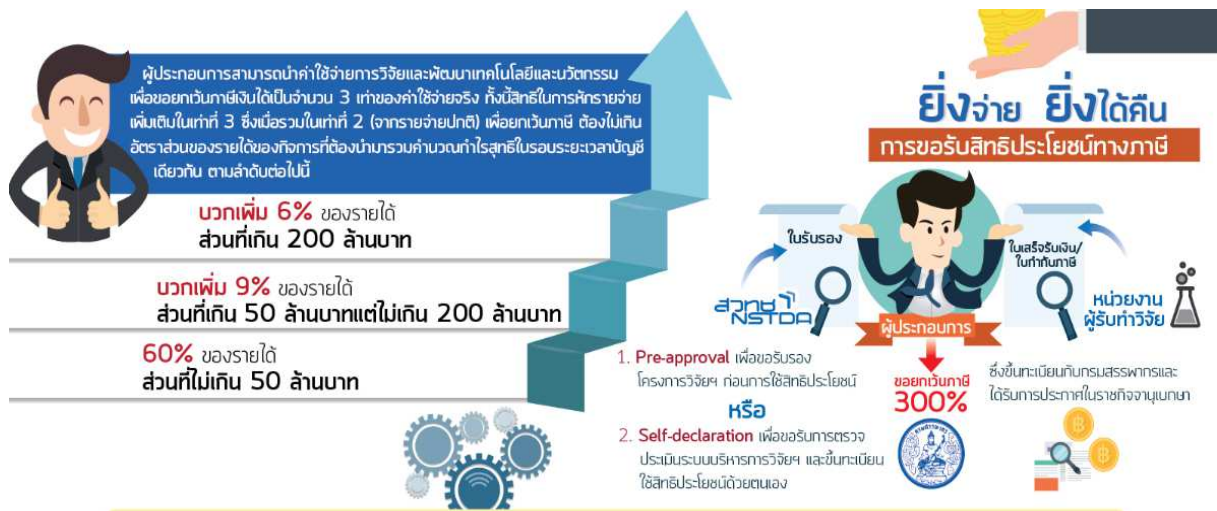 ผู้ประกอบการสามารถนำค่าใช้จ่ายการวิจัยและพัฒนาเทคโนโลยีและนวัตกรรม
เพื่อขอยกเว้นภาษีเงินได้เป็นจำนวน 3 เท่าของค่าใช้จ่ายจริง ทั้งนี้สิทธิในการหักรายจ่าย
เพิ่มเติมในเท่าที่ 3 ซึ่งเมื่อรวมในเท่าที่ 2 (จากรายจ่ายปกติ) เพื่อยกเว้นภาษี ต้องไม่เกิน
อัตราส่วนของรายได้ของกิจการที่ต้องนำมารวมคำนวณกำไรสุทธิในรอบระยะเวลาบัญชี
เดียวกัน ตามลำดับต่อไปนี้
บวกเพิ่ม 6% ของรายได้
ส่วนที่เกิน 200 ล้านบาท
บวกเพิ่ม 9% ของรายได้
ส่วนที่เกิน 50 ล้านบาทแต่ไม่เกิน 200 ล้านบาท
60% ของรายได้
ส่วนที่ไม่เกิน 50 ล้านบาท
ยิ่งจ่าย ยิ่งได้คืน
การขอรับสิทธิประโยชน์ทางภาษี
ใบรับรอง
ใบเสร็จรับเงิน/
ใบกำกับภาษี
สวทช
NSTDA
หน่วยงาน
ผู้รับทำวิจัย
ผู้ประกอบการ
1. Pre-approval เพื่อขอรับรอง
โครงการวิจัยฯ ก่อนการใช้สิทธิประโยชน์
หรือ
2. Self-declaration เพื่อขอรับการตรวจ
ประเมินระบบบริหารการวิจัยฯ และขึ้นทะเบียน
ใช้สิทธิประโยชน์ด้วยตนเอง
ขอยกเว้นภาษี
300%
ซึ่งขึ้นทะเบียนกับกรมสรรพากรและ
ได้รับการประกาศในราชกิจจานุเบกษา